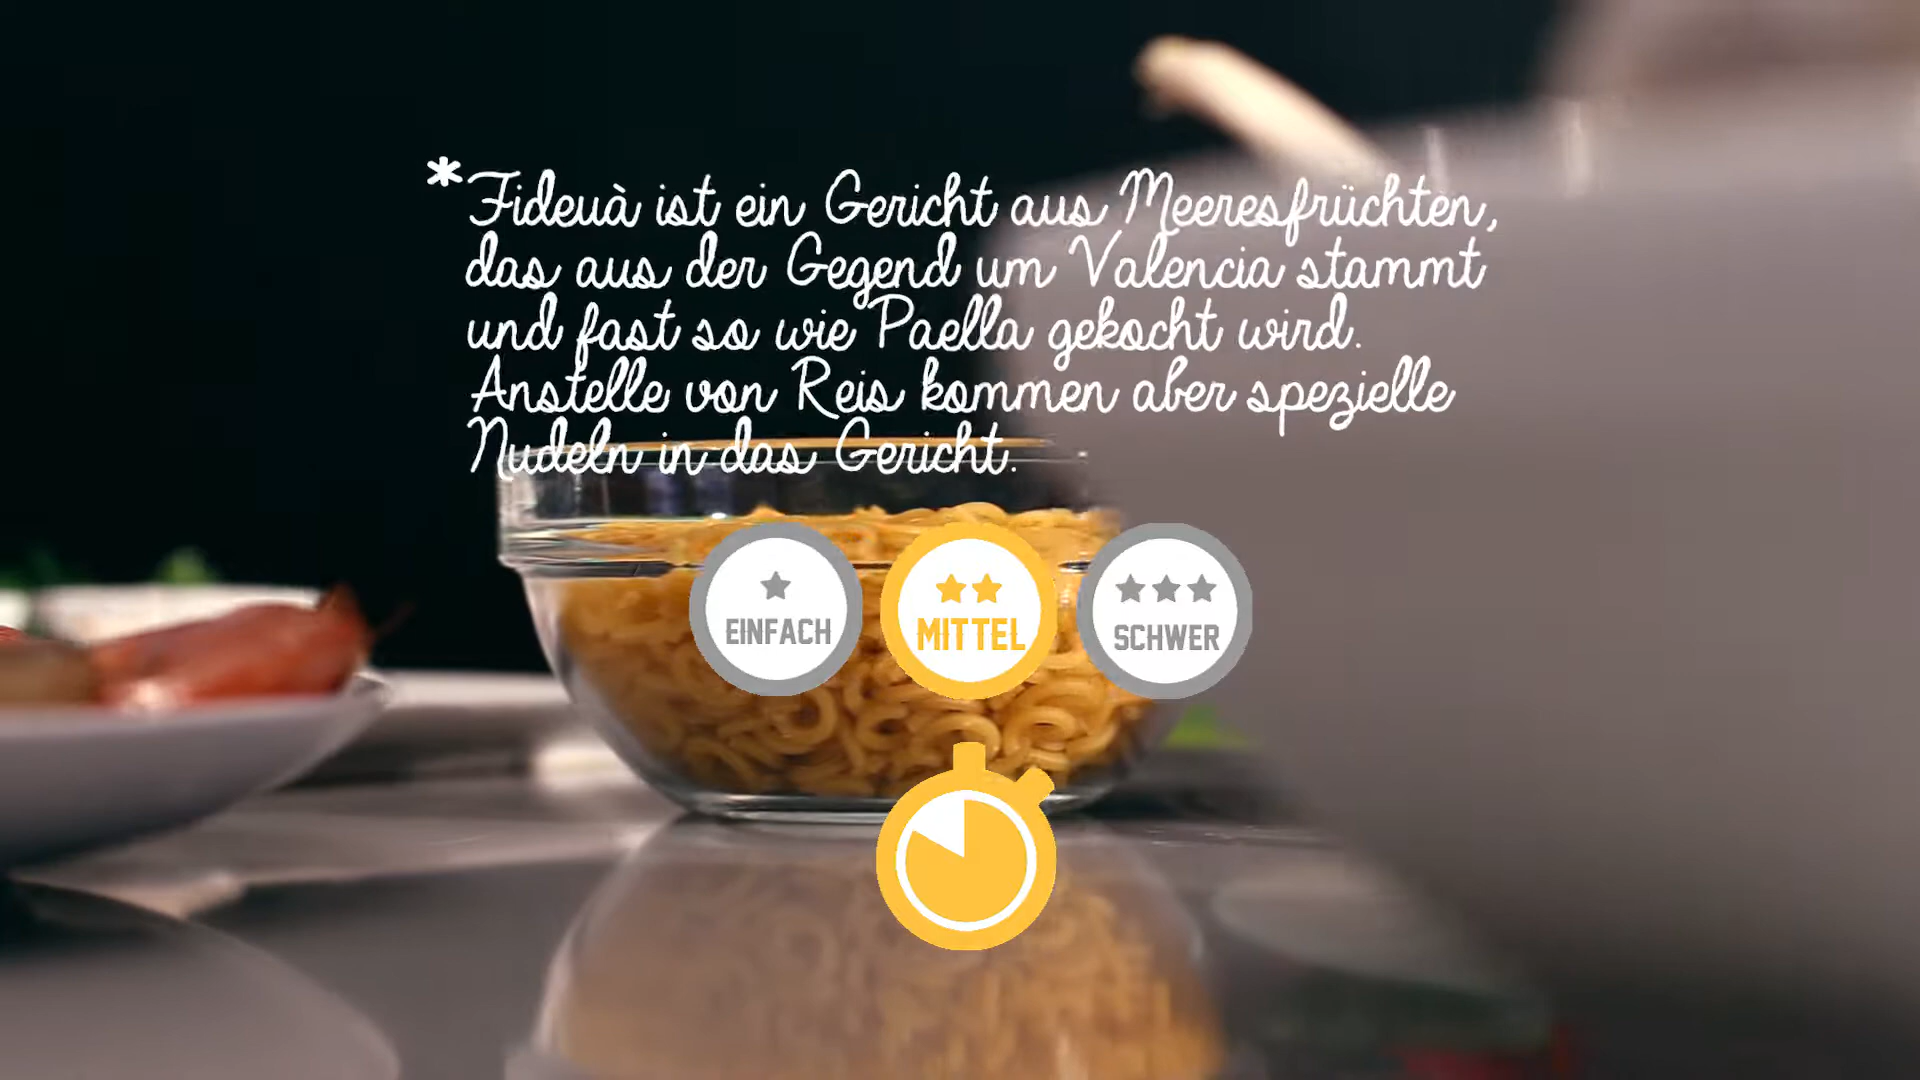 *Fideuà ist ein Gericht aus Meeresfrüchten,
das aus der Gegend um Valencia stammt
und fast so wie Paella gekocht wird.
Anstelle von Reis kommen aber spezielle
Nudeln in das Gericht.
EINFACH
MITTEL
SCHWER